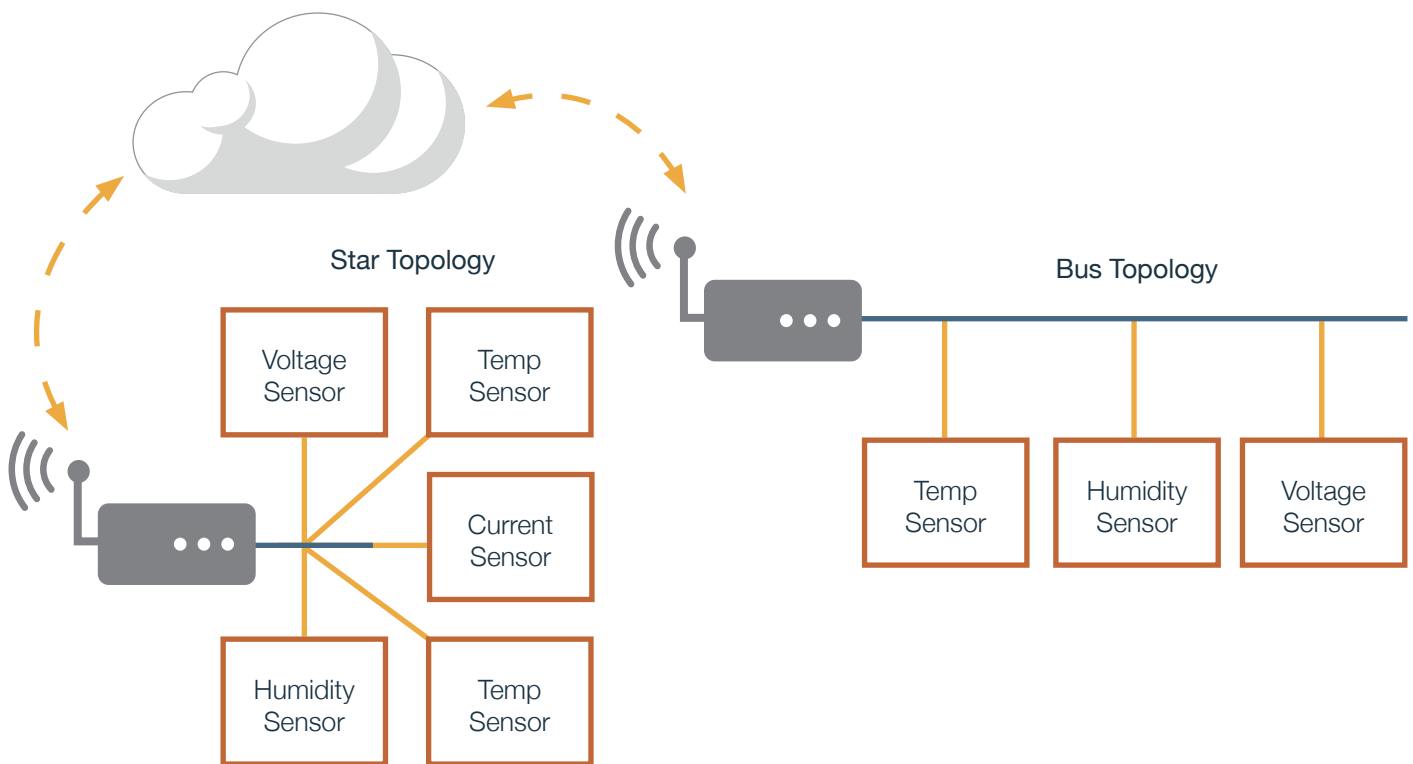 Star Topology
Voltage
Sensor
Temp
Sensor
Current
Sensor
Humidity
Sensor
Temp
Sensor
Bus Topology
Temp
Sensor
Humidity
Sensor
Voltage
Sensor